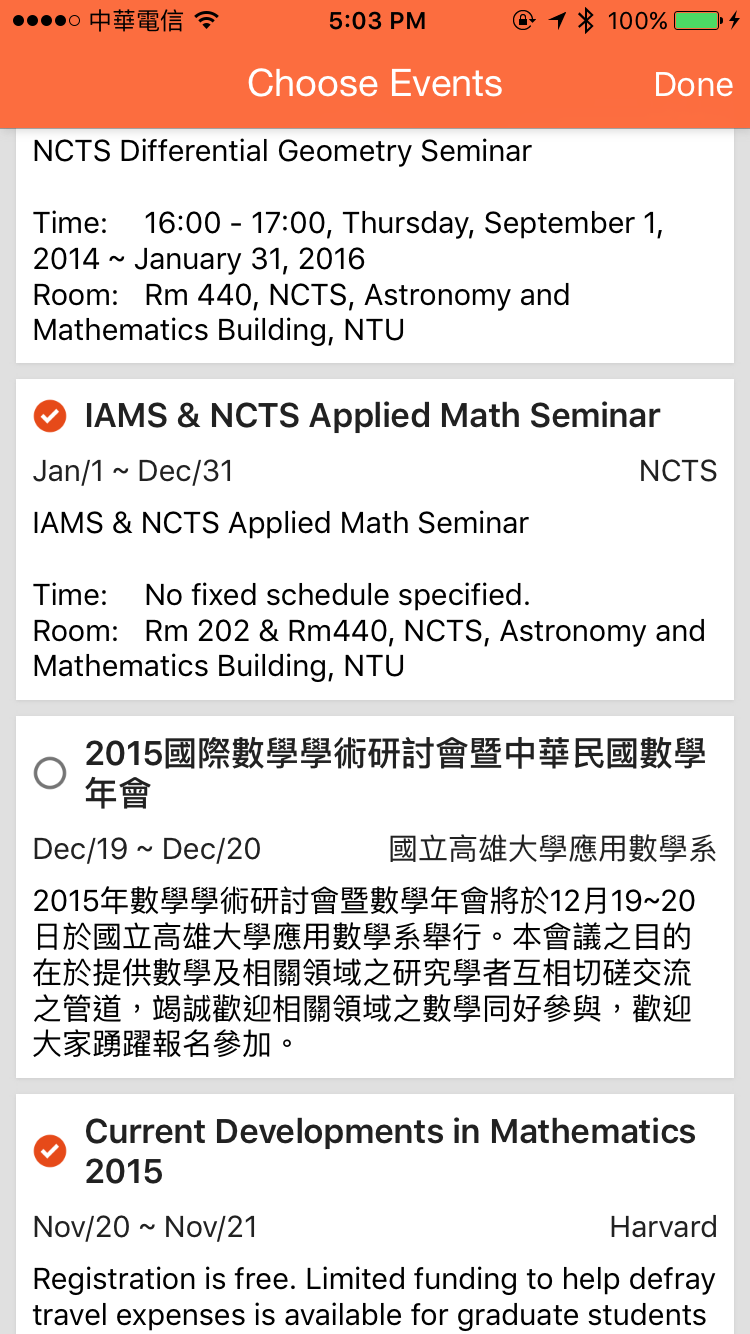 中華電信 5:03 PM 100%
Choose Events Done
NCTS Differential Geometry Seminar
Time: 16:00 - 17:00, Thursday, September 1,
2014 ~ January 31, 2016
Room: Rm 440, NCTS, Astronomy and
Mathematics Building, NTU
IAMS & NCTS Applied Math Seminar
Jan/1 ~ Dec/31 NCTS
IAMS & NCTS Applied Math Seminar
Time: No fixed schedule specified.
Room: Rm 202 & Rm440, NCTS, Astronomy and
Mathematics Building, NTU
2015國際數學學術研討會暨中華民國數學
年會
Dec/19 ~ Dec/20 國立高雄大學應用數學系
2015年數學學術研討會暨數學年會將於12月19~20
日於國立高雄大學應用數學系舉行。本會議之目的
在於提供數學及相關領域之研究學者互相切磋交流
之管道，竭誠歡迎相關領域之數學同好參與，歡迎
大家踴躍報名參加。
Current Developments in Mathematics
2015
Nov/20 ~ Nov/21 Harvard
Registration is free. Limited funding to help defray
travel expenses is available for graduate students